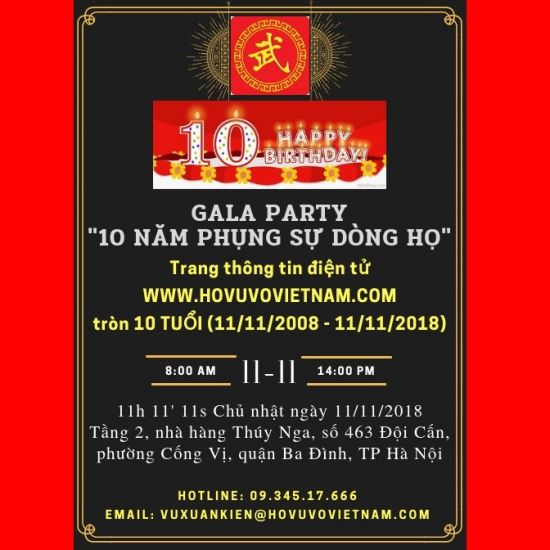 武
10 HAPPY
BIRTHDAY!
GALA PARTY
"10 NĂM PHỤNG SỰ DÒNG HỌ"
Trang thông tin điện tử
WWW.HOVUVOVIETNAM.COM
tròn 10 TUỔI (11/11/2008 - 11/11/2018)
8:00 AM 11-11 14:00 PM
11h 11' 11s Chủ nhật ngày 11/11/2018
Tầng 2, nhà hàng Thúy Nga, số 463 Đội Cấn,
phường Cống Vị, quận Ba Đình, TP Hà Nội
HOTLINE: 09.345.17.666
EMAIL: VUXUANKIEN@HOVUVOVIETNAM.COM